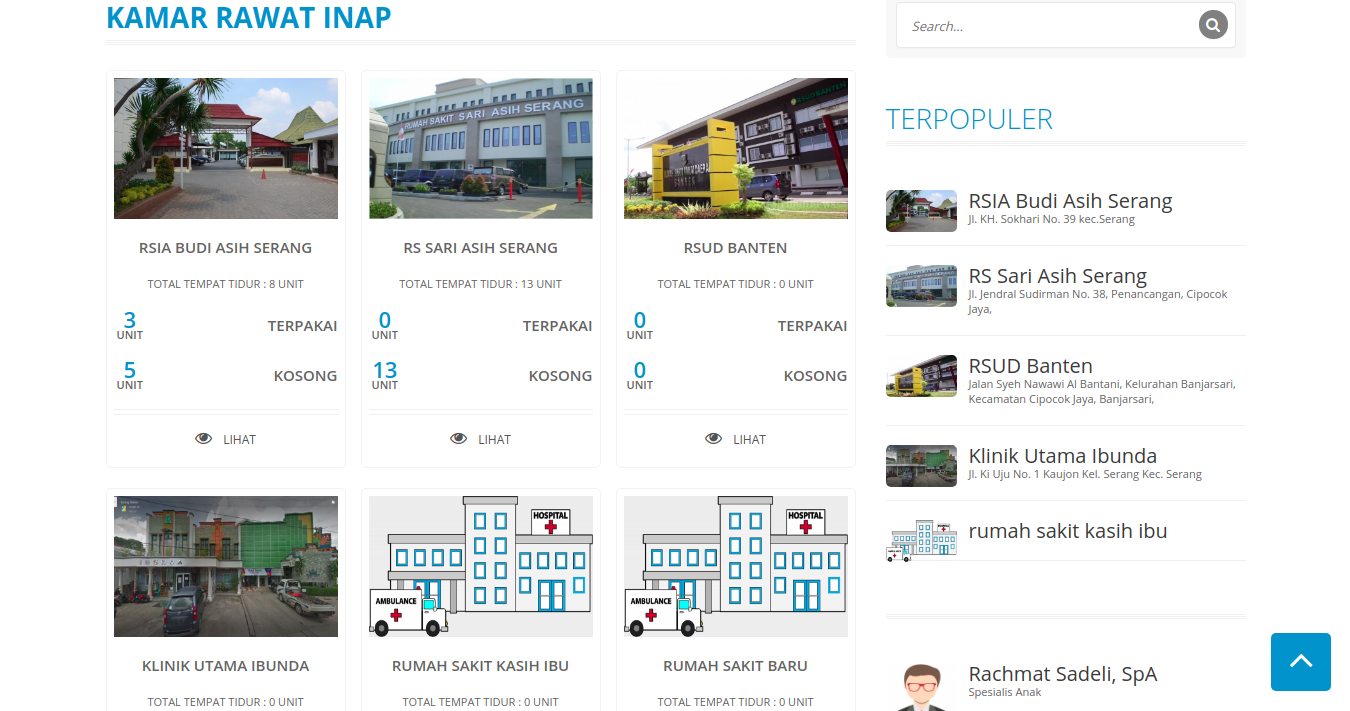 KAMAR RAWAT INAP
RUMAH SAKIT SARI ASIH SERANG
RSUD BANTEN
RSIA BUDI ASIH SERANG
TOTAL TEMPAT TIDUR : 8 UNIT
3
UNIT
TERPAKAI
5
UNIT
KOSONG
LIHAT
RS SARI ASIH SERANG
TOTAL TEMPAT TIDUR : 13 UNIT
0
UNIT
TERPAKAI
13
UNIT
KOSONG
LIHAT
RSUD BANTEN
TOTAL TEMPAT TIDUR : 0 UNIT
0
UNIT
TERPAKAI
0
UNIT
KOSONG
LIHAT
KLINIK UTAMA IBUNDA
TOTAL TEMPAT TIDUR : 0 UNIT
HOSPITAL
AMBULANCE
RUMAH SAKIT KASIH IBU
TOTAL TEMPAT TIDUR : 0 UNIT
HOSPITAL
AMBULANCE
RUMAH SAKIT BARU
TOTAL TEMPAT TIDUR : 0 UNIT
Search...
TERPOPULER
RSIA Budi Asih Serang
Jl. KH. Sokhari No. 39 kec.Serang
RS Sari Asih Serang
Jl. Jendral Sudirman No. 38, Penancangan, Cipocok
Jaya,
RSUD Banten
Jalan Syeh Nawawi Al Bantani, Kelurahan Banjarsari,
Kecamatan Cipocok Jaya, Banjarsari,
Klinik Utama Ibunda
Jl. Ki Uju No. 1 Kaujon Kel. Serang Kec. Serang
rumah sakit kasih ibu
Rachmat Sadeli, SpA
Spesialis Anak